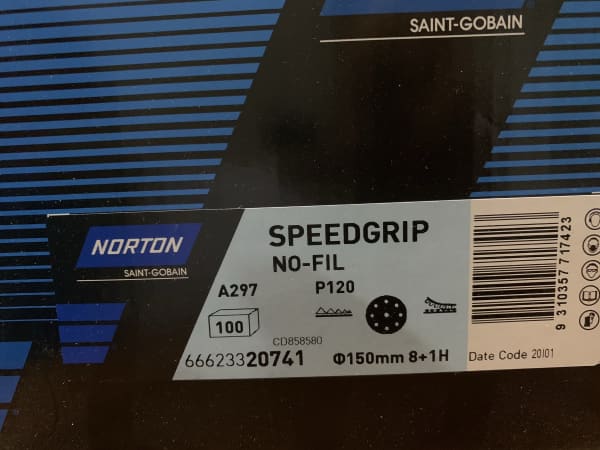 SAINT-GOBAIN
NORTON
SAINT-GOBAIN
SPEEDGRIP
NO-FIL
A297 P120
100
CD858580
66623320741 Φ150mm 8+1H
9 310357 717423
Date Code 20I01